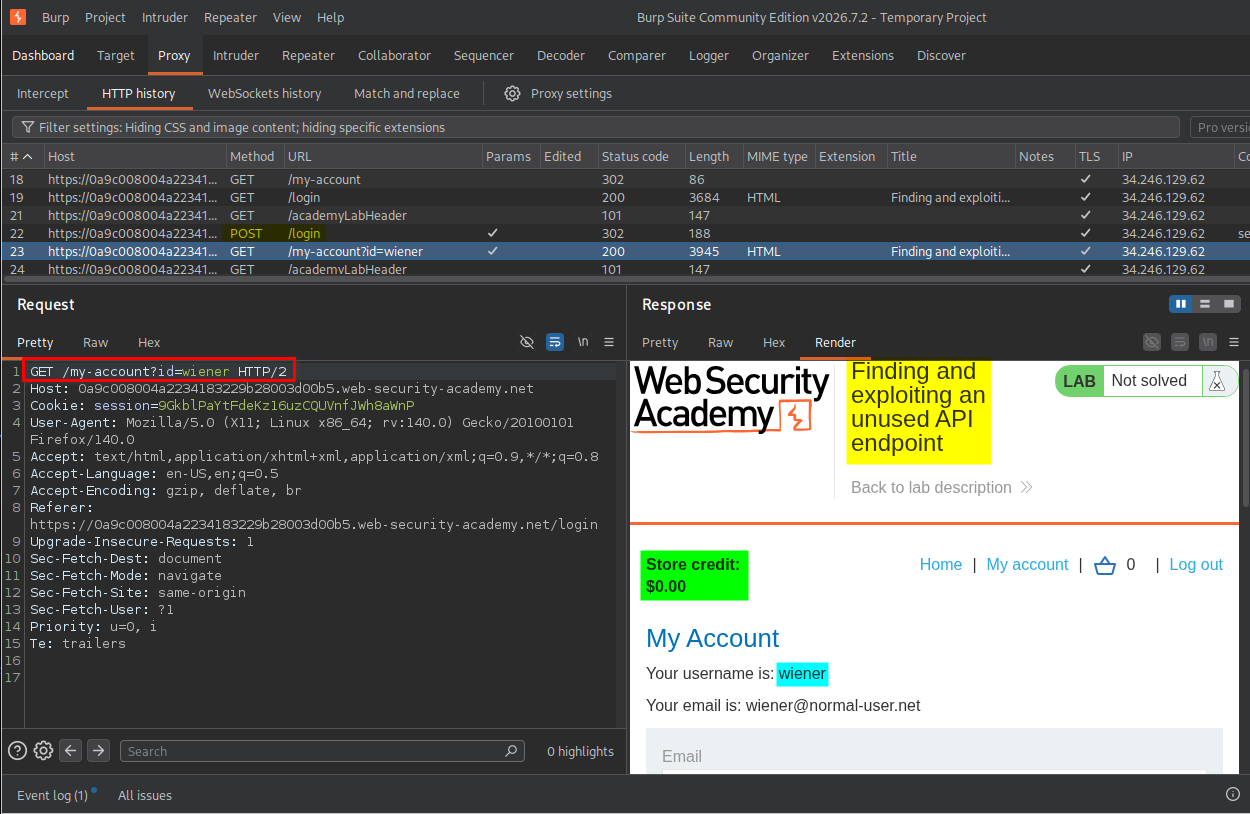 Burp Project Intruder Repeater View Help Burp Suite Community Edition v2026.7.2 - Temporary Project
Dashboard Target Proxy Intruder Repeater Collaborator Sequencer Decoder Comparer Logger Organizer Extensions Discover
Intercept HTTP history WebSockets history Match and replace Proxy settings
Filter settings: Hiding CSS and image content; hiding specific extensions Pro versi
# Host Method URL Params Edited Status code Length MIME type Extension Title Notes TLS IP Co
18 https://0a9c008004a22341... GET /my-account 302 86 ✓ 34.246.129.62
19 https://0a9c008004a22341... GET /login 200 3684 HTML Finding and exploiti... ✓ 34.246.129.62
21 https://0a9c008004a22341... GET /academyLabHeader 101 147 ✓ 34.246.129.62
22 https://0a9c008004a22341... POST /login ✓ 302 188 ✓ 34.246.129.62 se
23 https://0a9c008004a22341... GET /my-account?id=wiener ✓ 200 3945 HTML Finding and exploiti... ✓ 34.246.129.62
24 https://0a9c008004a22341... GET /academyLabHeader 101 147 ✓ 34.246.129.62
Request
Pretty Raw Hex \n
1 GET /my-account?id=wiener HTTP/2
2 Host: 0a9c008004a2234183229b28003d00b5.web-security-academy.net
3 Cookie: session=9GkblPaYtFdeKz16uzCQUVnfJWh8aWnP
4 User-Agent: Mozilla/5.0 (X11; Linux x86_64; rv:140.0) Gecko/20100101
Firefox/140.0
5 Accept: text/html,application/xhtml+xml,application/xml;q=0.9,*/*;q=0.8
6 Accept-Language: en-US,en;q=0.5
7 Accept-Encoding: gzip, deflate, br
8 Referer:
https://0a9c008004a2234183229b28003d00b5.web-security-academy.net/login
9 Upgrade-Insecure-Requests: 1
10 Sec-Fetch-Dest: document
11 Sec-Fetch-Mode: navigate
12 Sec-Fetch-Site: same-origin
13 Sec-Fetch-User: ?1
14 Priority: u=0, i
15 Te: trailers
16
17
Search 0 highlights
Response
Pretty Raw Hex Render \n
Web Security
Academy
Finding and
exploiting an
unused API
endpoint
LAB Not solved
Back to lab description
Store credit:
$0.00
Home | My account | 0 | Log out
My Account
Your username is: wiener
Your email is: wiener@normal-user.net
Email
Event log (1) All issues